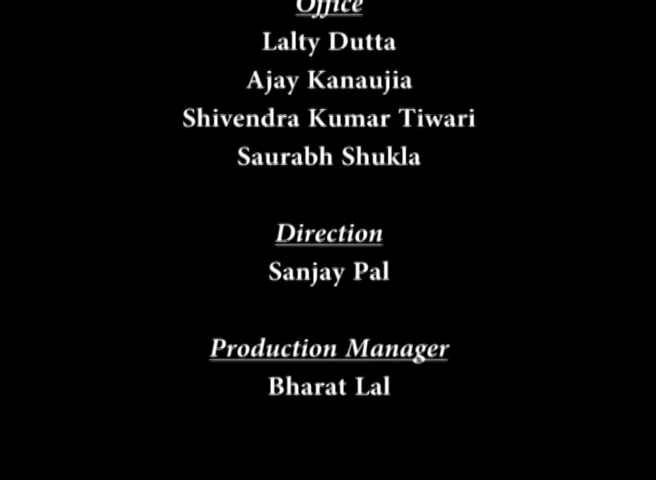 Office
Lalty Dutta
Ajay Kanaujia
Shivendra Kumar Tiwari
Saurabh Shukla
Direction
Sanjay Pal
Production Manager
Bharat Lal